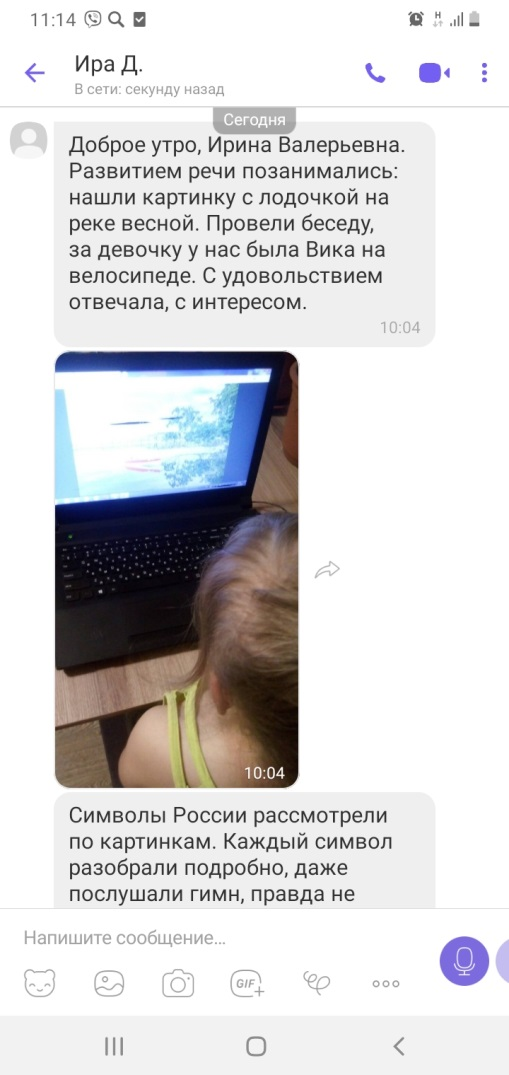 11:14
Ира Д.
В сети: секунду назад
Сегодня
Доброе утро, Ирина Валерьевна.
Развитием речи позанимались:
нашли картинку с лодочкой на
реке весной. Провели беседу,
за девочку у нас была Вика на
велосипеде. С удовольствием
отвечала, с интересом.
10:04
10:04
Символы России рассмотрели
по картинкам. Каждый символ
разобрали подробно, даже
послушали гимн, правда не
Напишите сообщение...
GIF